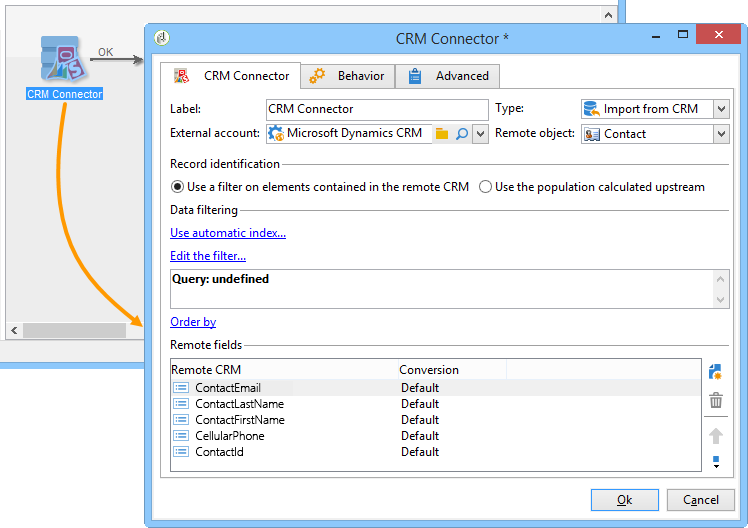 OK
CRM Connector
CRM Connector *
CRM Connector Behavior Advanced
Label: CRM Connector Type: Import from CRM
External account: Microsoft Dynamics CRM Remote object: Contact
Record identification
Use a filter on elements contained in the remote CRM Use the population calculated upstream
Data filtering
Use automatic index...
Edit the filter...
Query: undefined
Order by
Remote fields
Remote CRM Conversion
ContactEmail Default
ContactLastName Default
ContactFirstName Default
CellularPhone Default
ContactId Default
Ok Cancel